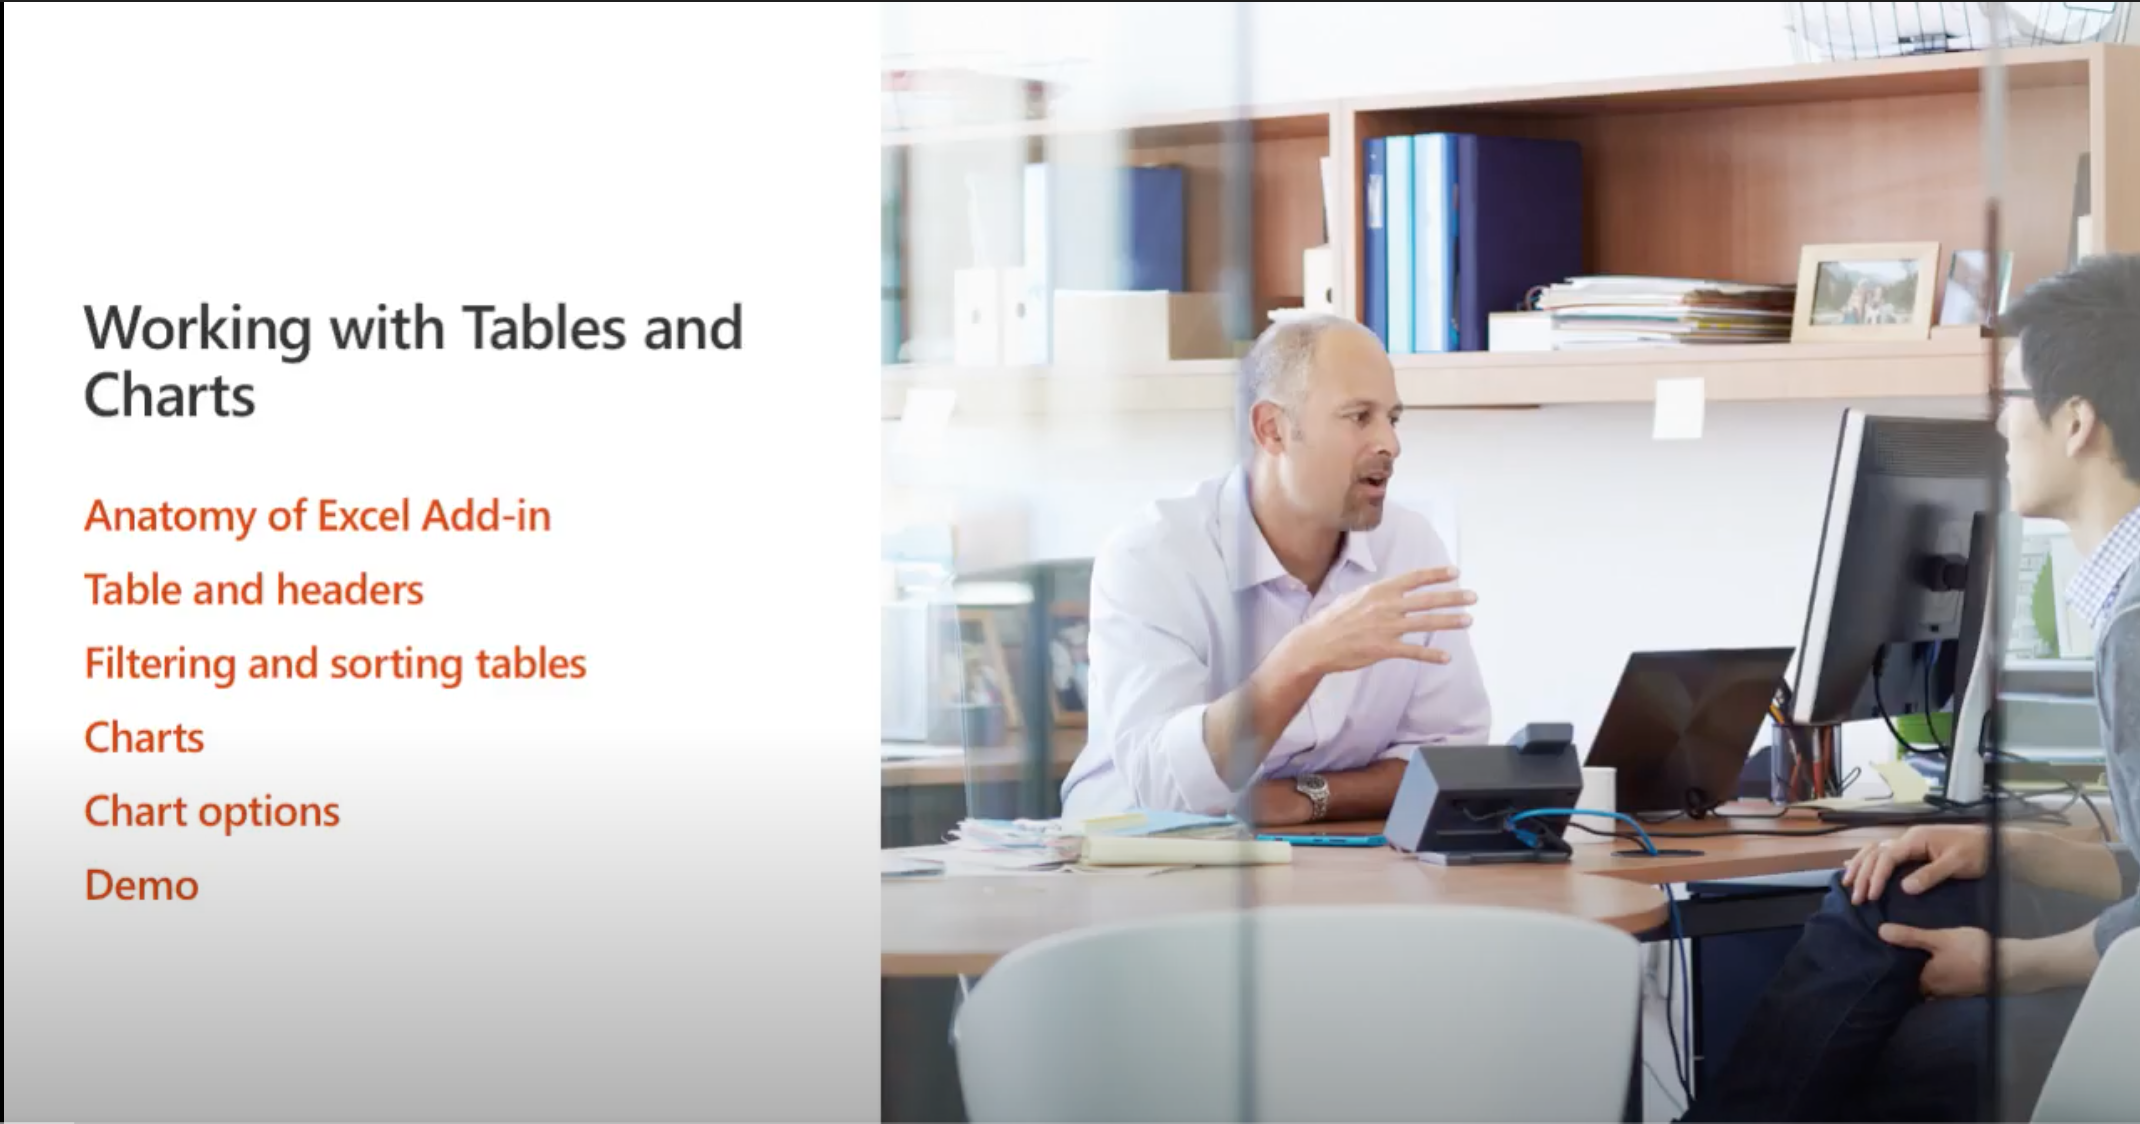 Working with Tables and
Charts
Anatomy of Excel Add-in
Table and headers
Filtering and sorting tables
Charts
Chart options
Demo